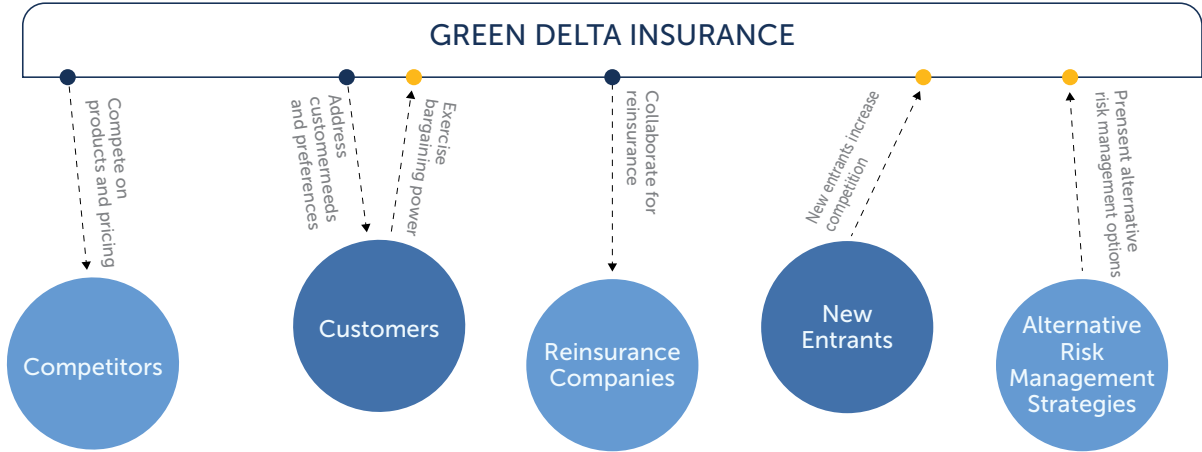 GREEN DELTA INSURANCE
Compete on
products and pricing
Address
customerneeds
and preferences
Exercise
bargaining power
Collaborate for
reinsurance
New entrants increase
competition
Prensent alternative
risk management options
Competitors
Customers
Reinsurance
Companies
New
Entrants
Alternative
Risk
Management
Strategies